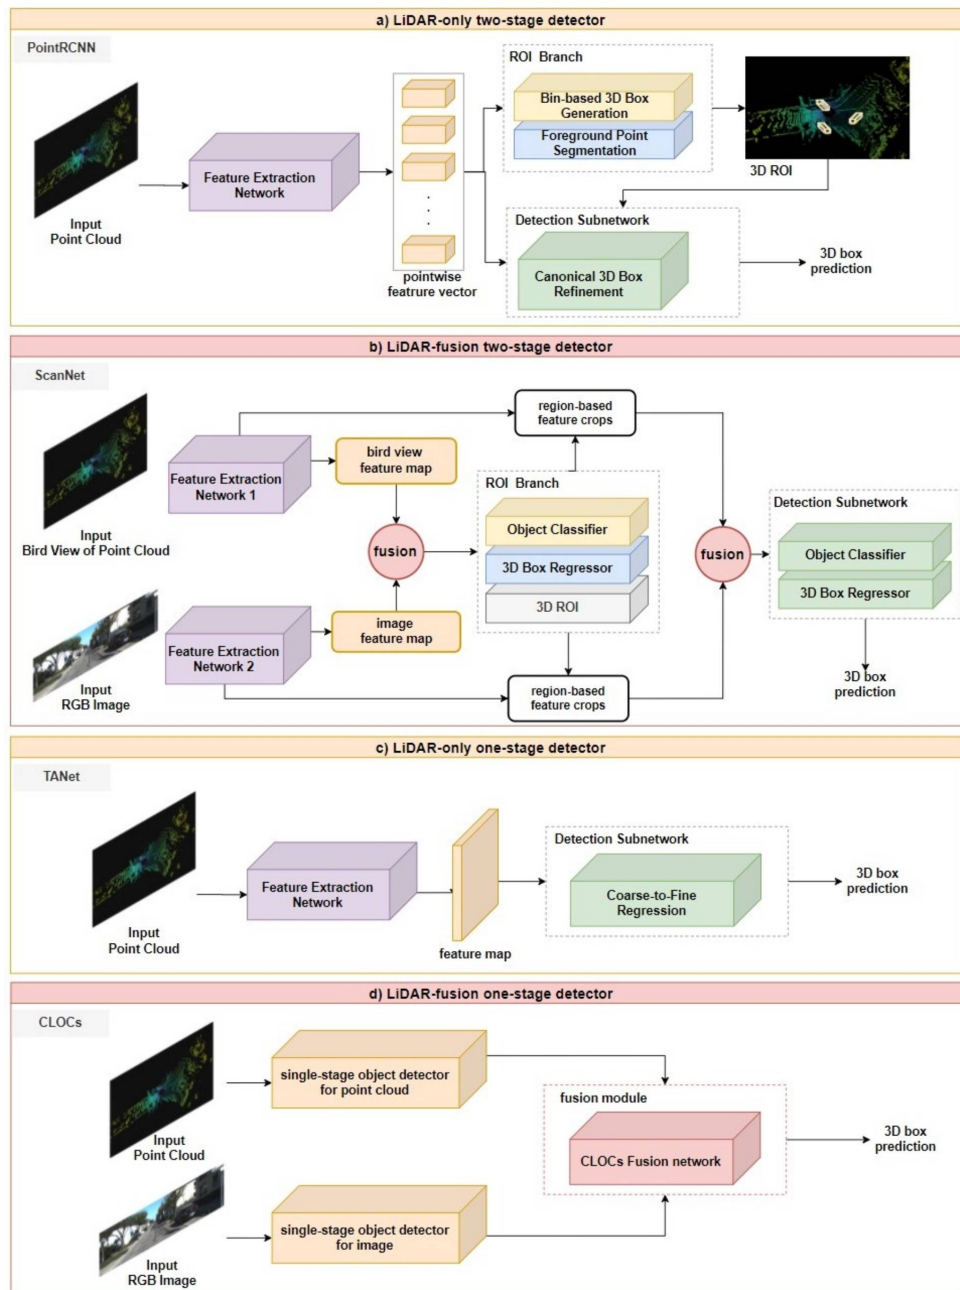 a) LiDAR-only two-stage detector
PointRCNN
Input
Point Cloud
Feature Extraction
Network
pointwise
featrure vector
ROI Branch
Bin-based 3D Box
Generation
Foreground Point
Segmentation
3D ROI
Detection Subnetwork
Canonical 3D Box
Refinement
3D box
prediction
b) LiDAR-fusion two-stage detector
ScanNet
Input
Bird View of Point Cloud
Feature Extraction
Network 1
bird view
feature map
region-based
feature crops
fusion
ROI Branch
Object Classifier
3D Box Regressor
3D ROI
Input
RGB Image
Feature Extraction
Network 2
image
feature map
region-based
feature crops
fusion
Detection Subnetwork
Object Classifier
3D Box Regressor
3D box
prediction
c) LiDAR-only one-stage detector
TANet
Input
Point Cloud
Feature Extraction
Network
feature map
Detection Subnetwork
Coarse-to-Fine
Regression
3D box
prediction
d) LiDAR-fusion one-stage detector
CLOCs
Input
Point Cloud
single-stage object detector
for point cloud
Input
RGB Image
single-stage object detector
for image
fusion module
CLOCs Fusion network
3D box
prediction